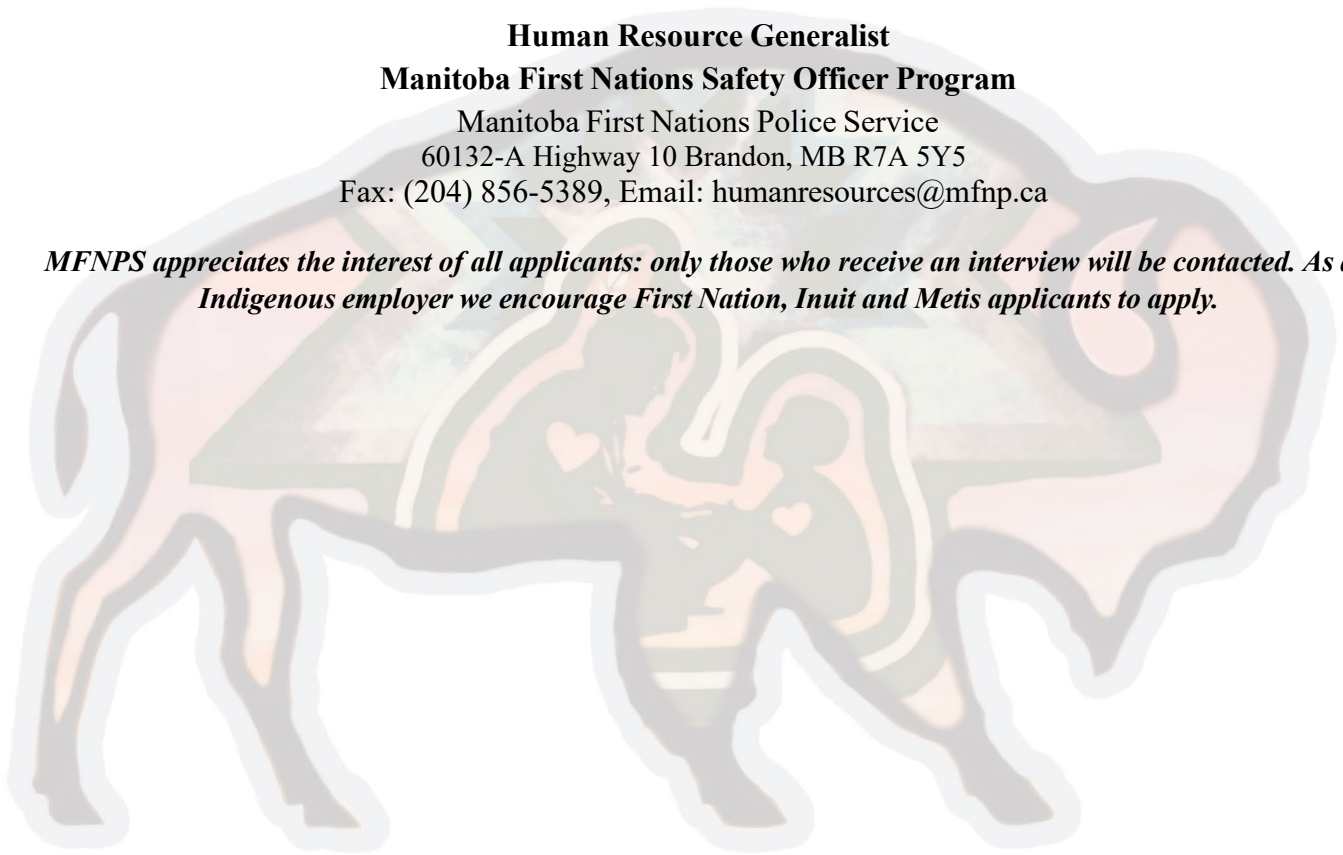 Human Resource Generalist
Manitoba First Nations Safety Officer Program
Manitoba First Nations Police Service
60132-A Highway 10 Brandon, MB R7A 5Y5
Fax: (204) 856-5389, Email: humanresources@mfnp.ca
MFNPS appreciates the interest of all applicants: only those who receive an interview will be contacted. As
Indigenous employer we encourage First Nation, Inuit and Metis applicants to apply.